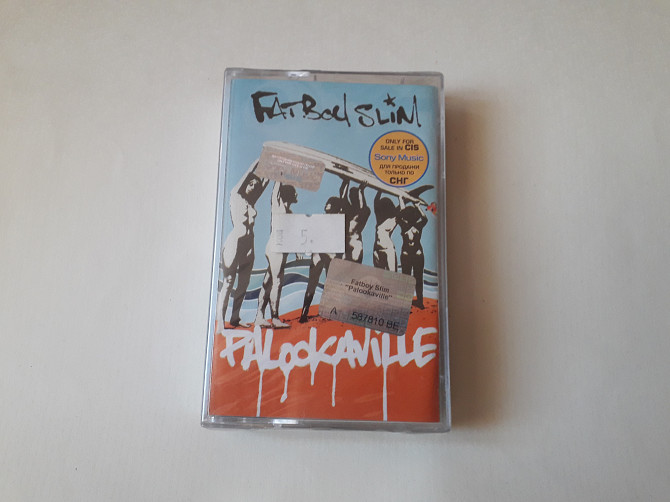 FATBOY SLIM
ONLY FOR
SALE IN CIS
Sony Music
ДЛЯ ПРОДАЖИ
ТОЛЬКО ПО
СНГ
5.
Fatboy Slim
"Palookaville"
A 587810 BE
PALOOKAVILLE